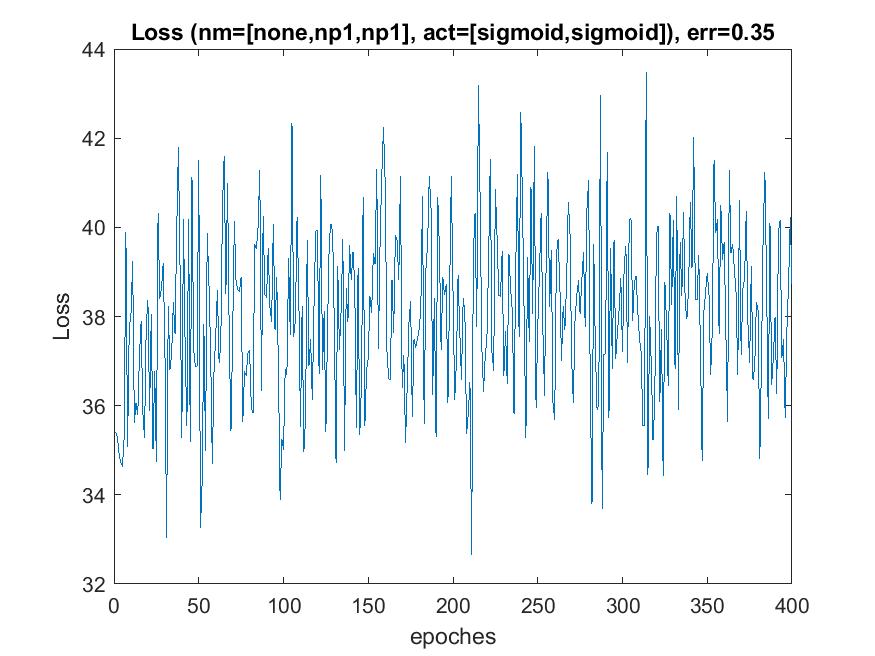 Loss (nm=[none,np1,np1], act=[sigmoid,sigmoid]), err=0.35
44
42
40
38
36
34
32
Loss
0 50 100 150 200 250 300 350 400
epoches